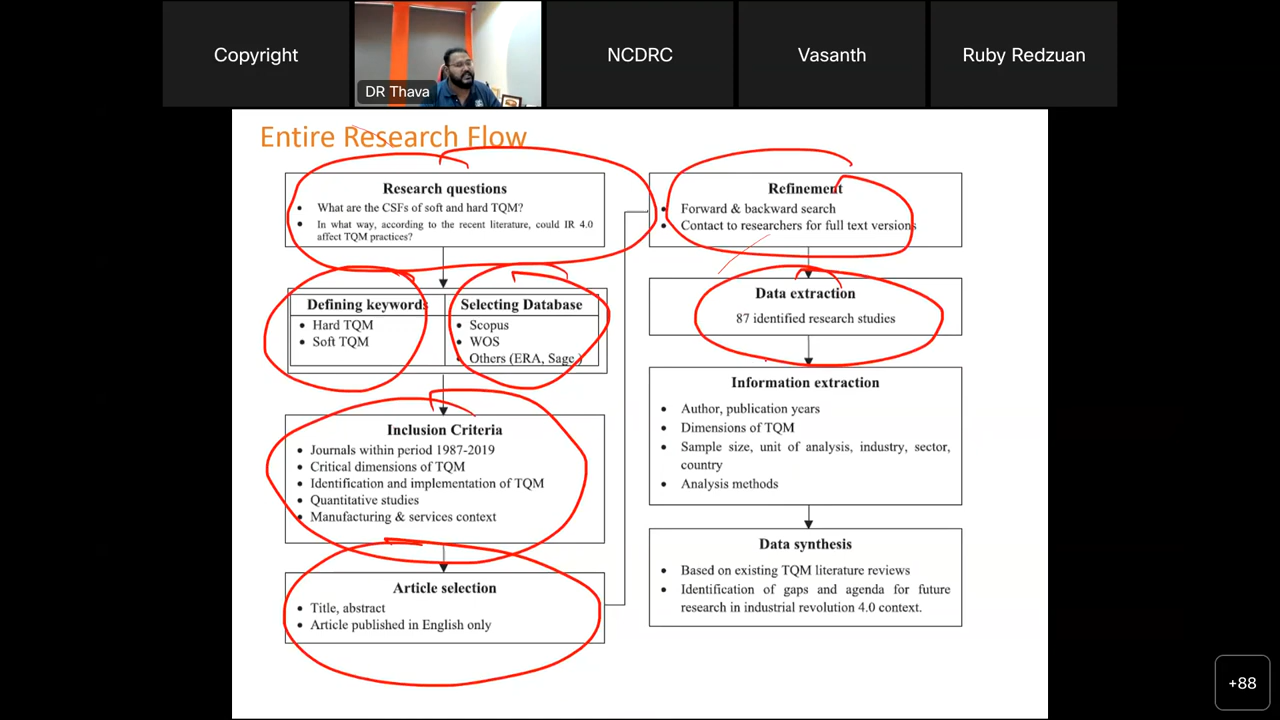 Copyright
DR Thava
NCDRC
Vasanth
Ruby Redzuan
Entire Research Flow
Research questions
• What are the CSFs of soft and hard TQM?
• In what way, according to the recent literature, could IR 4.0
affect TQM practices?
Defining keywords
• Hard TQM
• Soft TQM
Selecting Database
• Scopus
• WOS
• Others (ERA, Sage )
Inclusion Criteria
• Journals within period 1987-2019
• Critical dimensions of TQM
• Identification and implementation of TQM
• Quantitative studies
• Manufacturing & services context
Article selection
• Title, abstract
• Article published in English only
Refinement
• Forward & backward search
• Contact to researchers for full text versions
Data extraction
87 identified research studies
Information extraction
• Author, publication years
• Dimensions of TQM
• Sample size, unit of analysis, industry, sector,
country
• Analysis methods
Data synthesis
• Based on existing TQM literature reviews
• Identification of gaps and agenda for future
research in industrial revolution 4.0 context.
+88